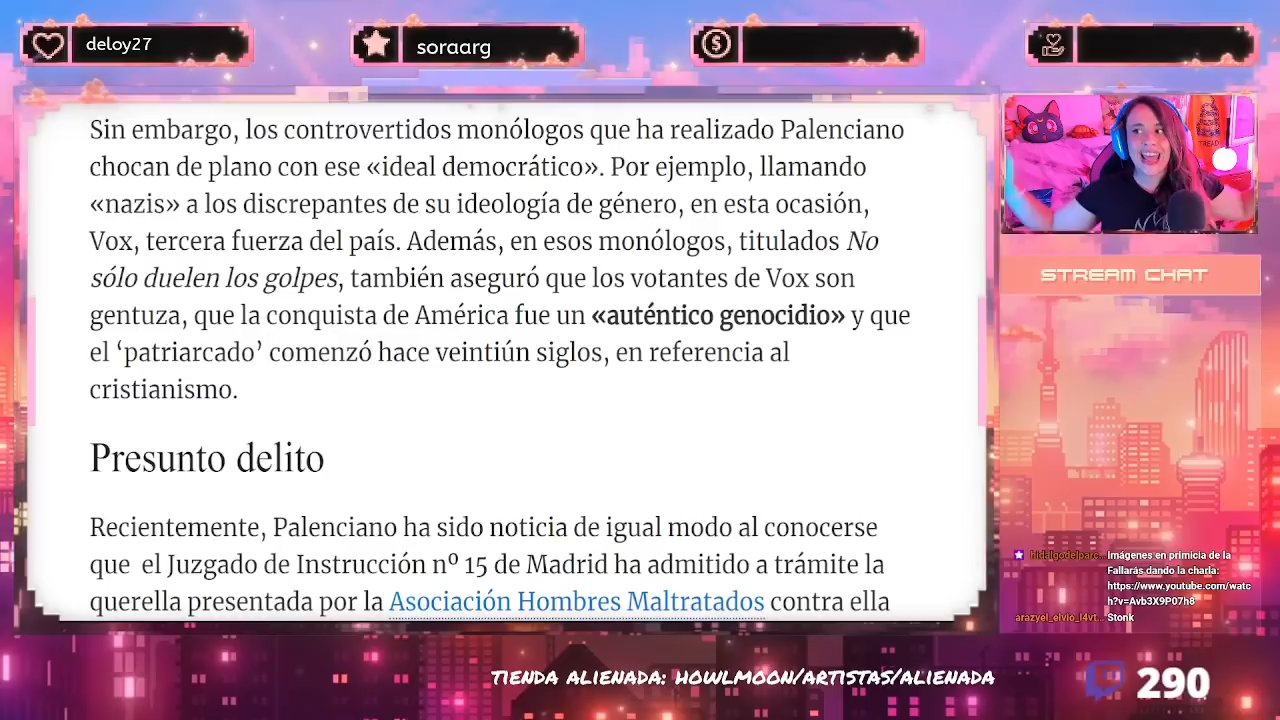 deloy27
soraarg
Sin embargo, los controvertidos monólogos que ha realizado Palenciano
chocan de plano con ese «ideal democrático». Por ejemplo, llamando
«nazis» a los discrepantes de su ideología de género, en esta ocasión,
Vox, tercera fuerza del país. Además, en esos monólogos, titulados No
sólo duelen los golpes, también aseguró que los votantes de Vox son
gentuza, que la conquista de América fue un «auténtico genocidio» y que
el ‘patriarcado’ comenzó hace veintiún siglos, en referencia al
cristianismo.
Presunto delito
Recientemente, Palenciano ha sido noticia de igual modo al conocerse
que el Juzgado de Instrucción nº 15 de Madrid ha admitido a trámite la
querella presentada por la Asociación Hombres Maltratados contra ella
STREAM CHAT
hidalgodelparc... Imágenes en primicia de la
Fallarás dando la charla:
https://www.youtube.com/watc
h?v=Avb3X9P07h8
Stonk
TIENDA ALIENADA: HOWLMOON/ARTISTAS/ALIENADA
290